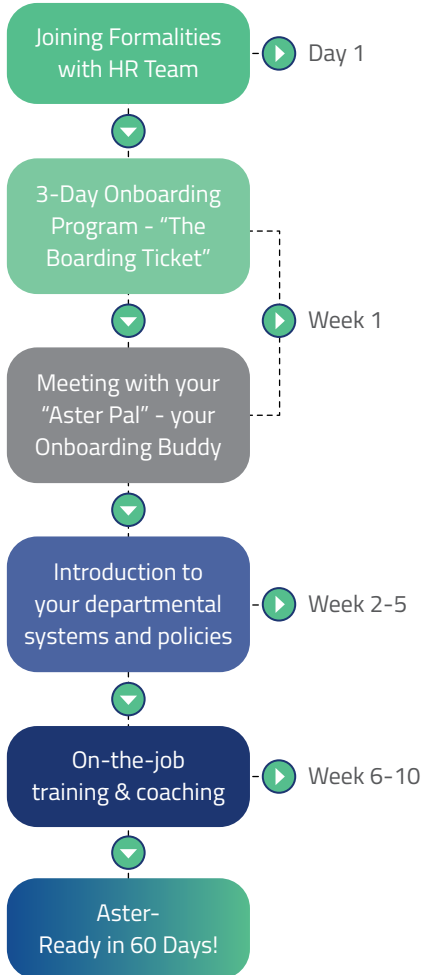 Joining Formalities
with HR Team
Day 1
3-Day Onboarding
Program - “The
Boarding Ticket”
Week 1
Meeting with your
“Aster Pal” - your
Onboarding Buddy
Introduction to
your departmental
systems and policies
Week 2-5
On-the-job
training & coaching
Week 6-10
Aster-
Ready in 60 Days!